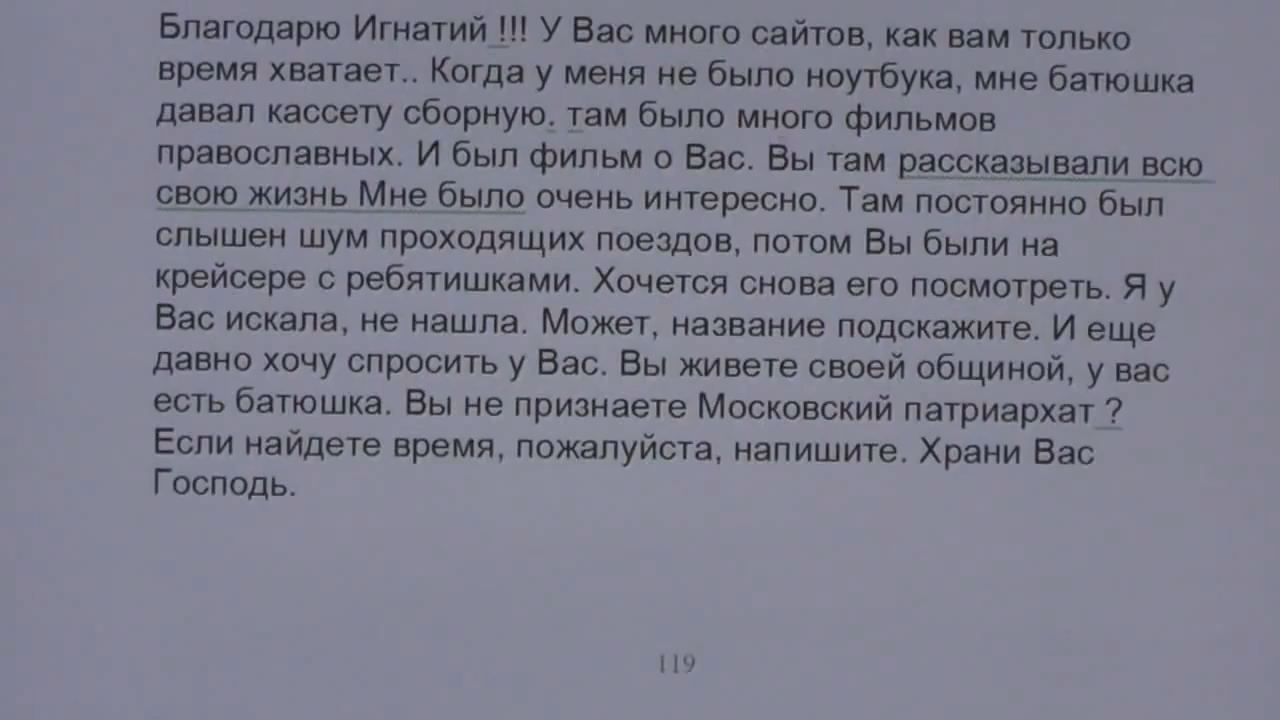 Благодарю Игнатий !!! У Вас много сайтов, как вам только
время хватает.. Когда у меня не было ноутбука, мне батюшка
давал кассету сборную. там было много фильмов
православных. И был фильм о Вас. Вы там рассказывали всю
свою жизнь Мне было очень интересно. Там постоянно был
слышен шум проходящих поездов, потом Вы были на
крейсере с ребятишками. Хочется снова его посмотреть. Я у
Вас искала, не нашла. Может, название подскажите. И еще
давно хочу спросить у Вас. Вы живете своей общиной, у вас
есть батюшка. Вы не признаете Московский патриархат ?
Если найдете время, пожалуйста, напишите. Храни Вас
Господь.
119